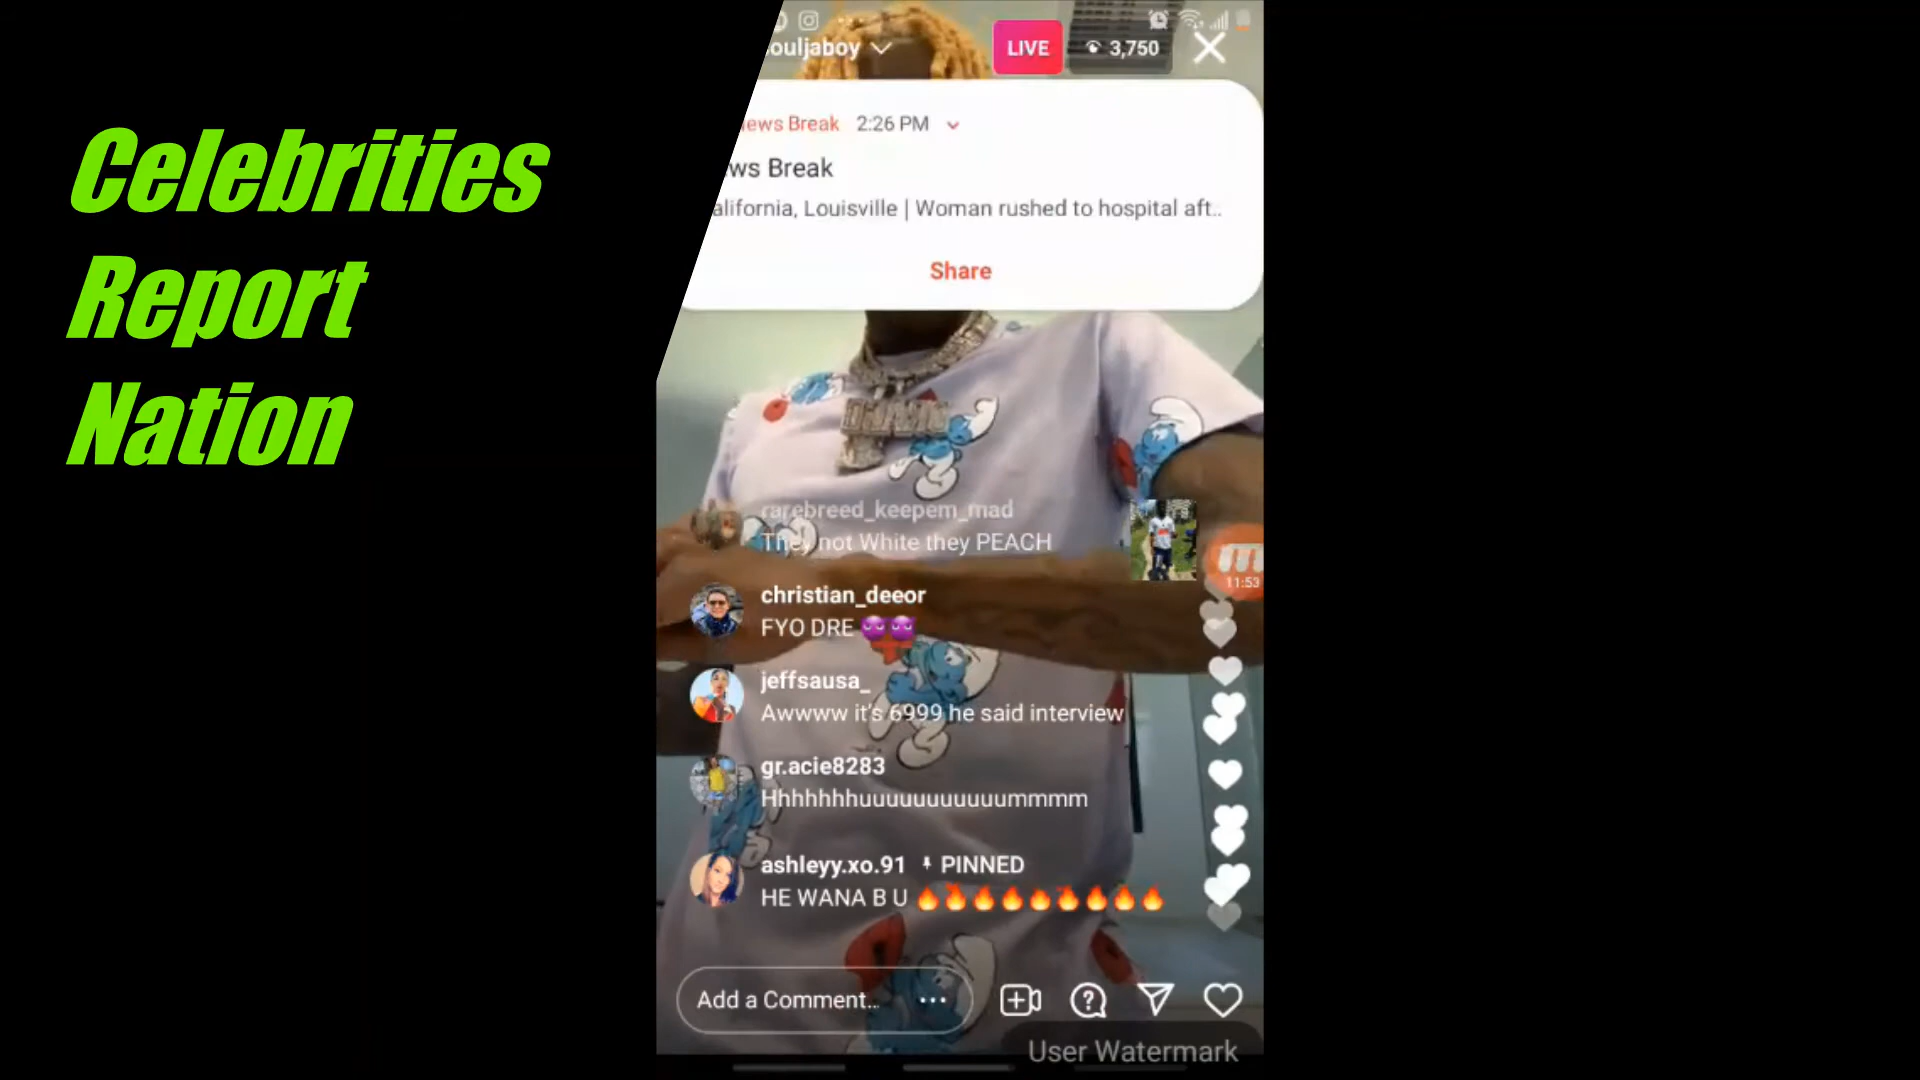 Celebrities
Report
Nation
ouljaboy
LIVE
3,750
ews Break 2:26 PM
ws Break
alifornia, Louisville | Woman rushed to hospital aft..
Share
rarebreed_keepem_mad
They not White they PEACH
christian_deeor
FYO DRE
jeffsausa_
Awwww it's 6999 he said interview
11:53
gr.acie8283
Hhhhhhhuuuuuuuuuuummmm
ashleyy.xo.91 PINNED
HE WANA B U
Add a Comment..
User Watermark